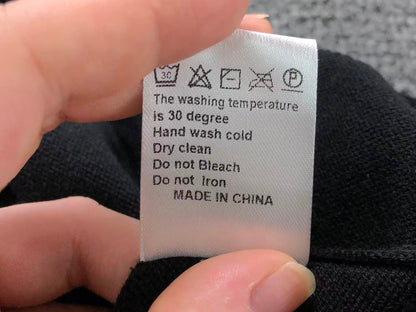 30 P
The washing temperature
is 30 degree
Hand wash cold
Dry clean
Do not Bleach
Do not Iron
MADE IN CHINA